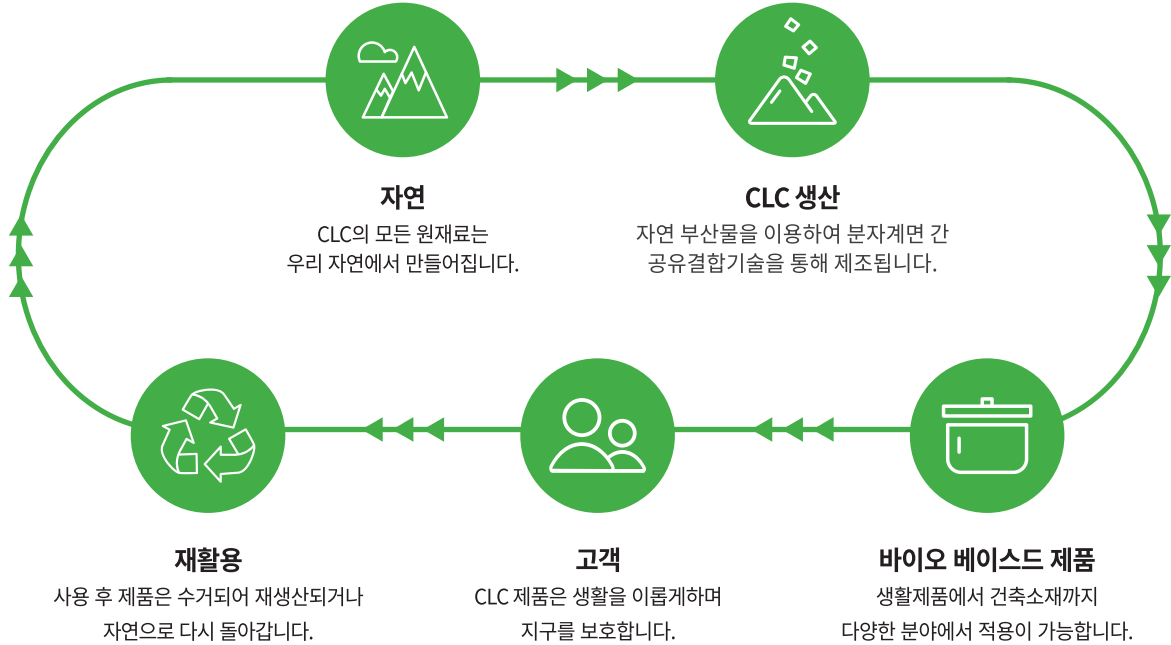 자연
CLC의 모든 원재료는
우리 자연에서 만들어집니다.
CLC 생산
자연 부산물을 이용하여 분자계면 간
공유결합기술을 통해 제조됩니다.
재활용
사용 후 제품은 수거되어 재생산되거나
자연으로 다시 돌아갑니다.
고객
CLC 제품은 생활을 이롭게하며
지구를 보호합니다.
바이오 베이스드 제품
생활제품에서 건축소재까지
다양한 분야에서 적용이 가능합니다.